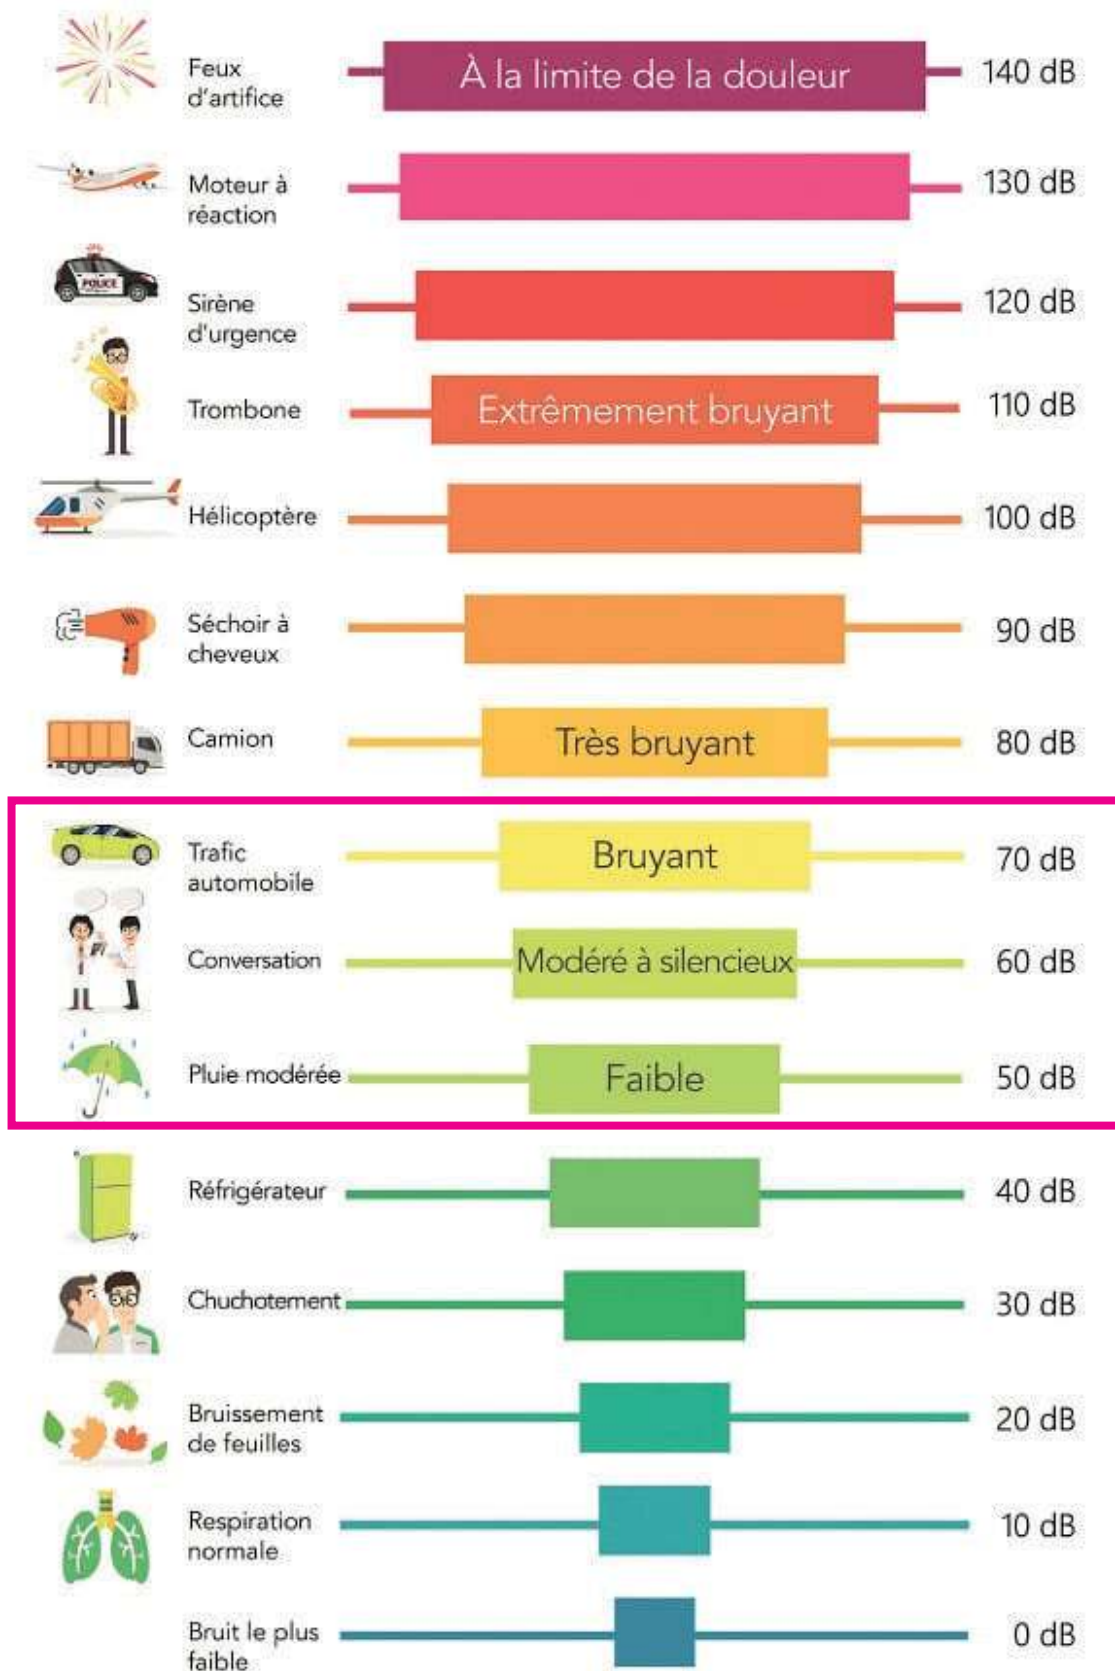 Feux
d'artifice
À la limite de la douleur
140 dB
Moteur à
réaction
130 dB
POLICE
Sirène
d'urgence
120 dB
Trombone
Extrêmement bruyant
110 dB
Hélicoptère
100 dB
Séchoir à
cheveux
90 dB
Camion
Très bruyant
80 dB
Trafic
automobile
Bruyant
70 dB
Conversation
Modéré à silencieux
60 dB
Pluie modérée
Faible
50 dB
Réfrigérateur
40 dB
Chuchotement
30 dB
Bruissement
de feuilles
20 dB
Respiration
normale
10 dB
Bruit le plus
faible
0 dB